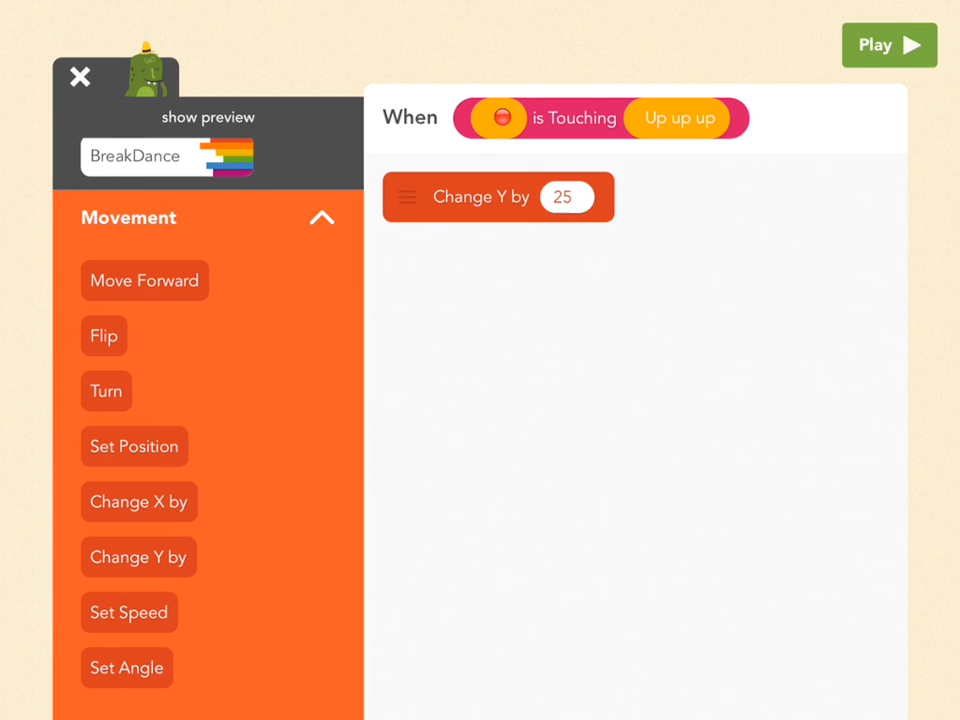 Play
show preview
BreakDance
When is Touching Up up up
Change Y by 25
Movement
Move Forward
Flip
Turn
Set Position
Change X by
Change Y by
Set Speed
Set Angle